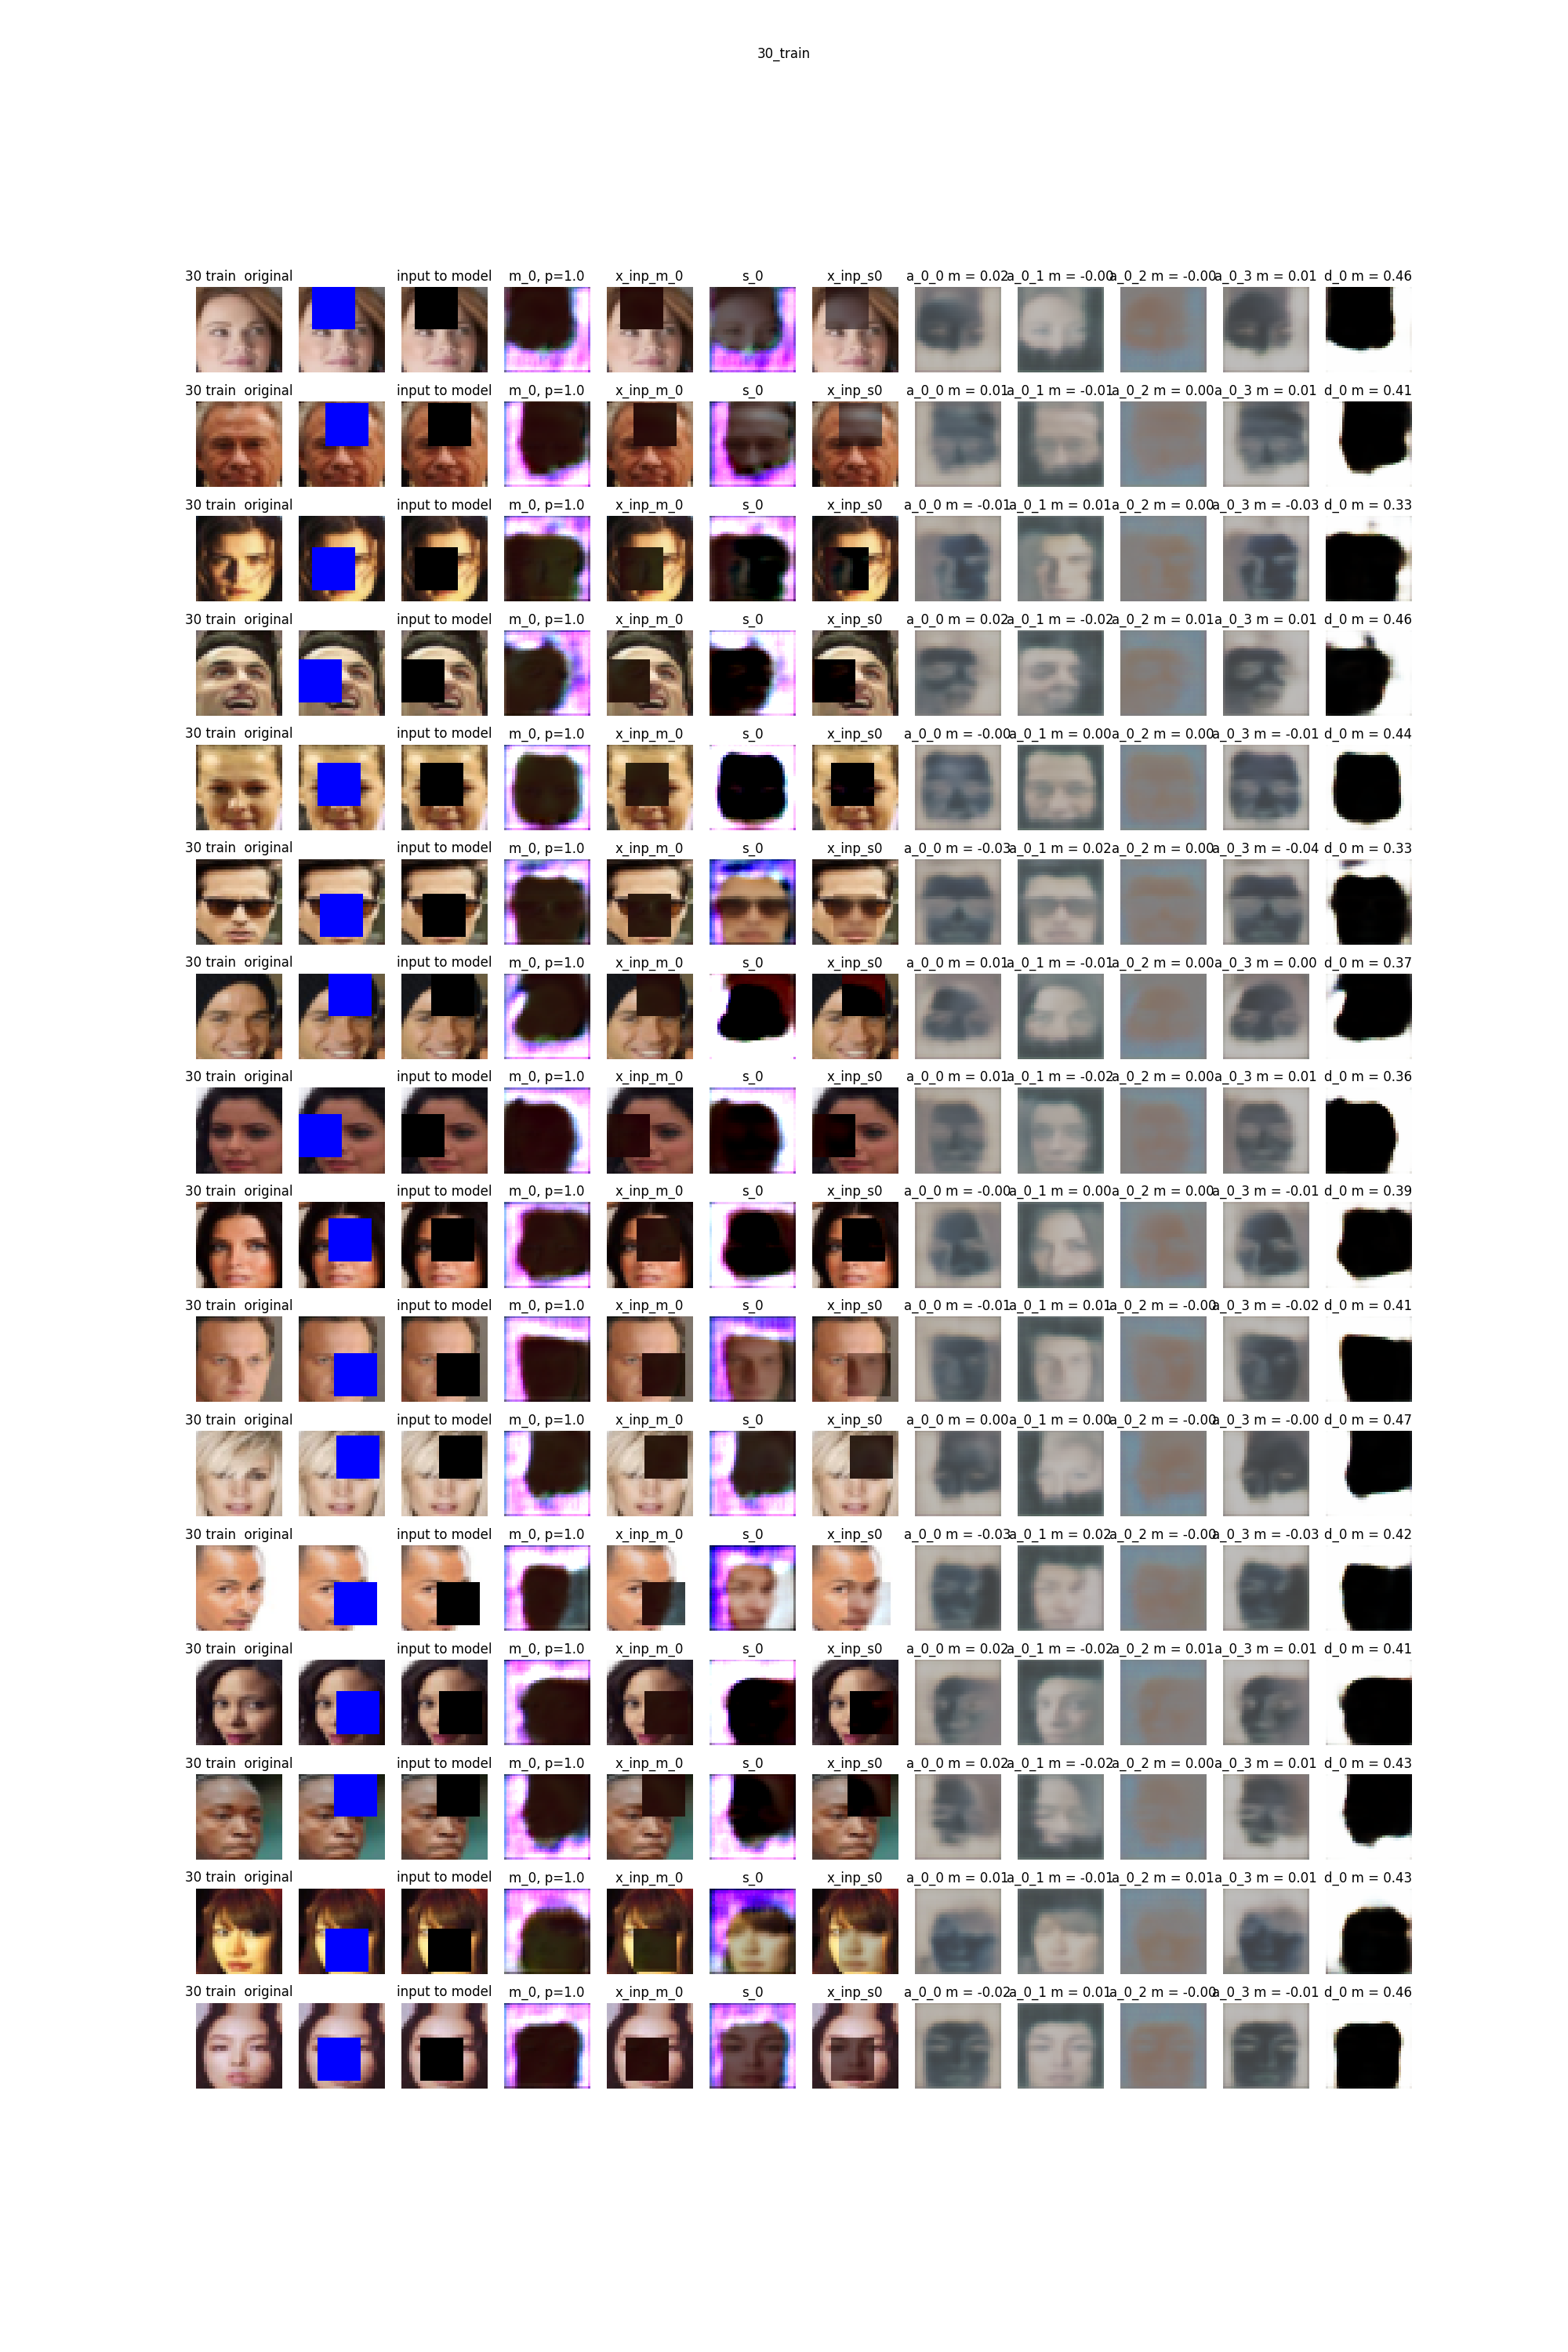 30_train
30 train original input to model m_0, p=1.0 x_inp_m_0 s_0 x_inp_s0 a_0_0 m = 0.02 a_0_1 m = -0.00 a_0_2 m = -0.00 a_0_3 m = 0.01 d_0 m = 0.46
30 train original input to model m_0, p=1.0 x_inp_m_0 s_0 x_inp_s0 a_0_0 m = 0.01 a_0_1 m = -0.01 a_0_2 m = 0.00 a_0_3 m = 0.01 d_0 m = 0.41
30 train original input to model m_0, p=1.0 x_inp_m_0 s_0 x_inp_s0 a_0_0 m = -0.01 a_0_1 m = 0.01 a_0_2 m = 0.00 a_0_3 m = -0.03 d_0 m = 0.33
30 train original input to model m_0, p=1.0 x_inp_m_0 s_0 x_inp_s0 a_0_0 m = 0.02 a_0_1 m = -0.02 a_0_2 m = 0.01 a_0_3 m = 0.01 d_0 m = 0.46
30 train original input to model m_0, p=1.0 x_inp_m_0 s_0 x_inp_s0 a_0_0 m = -0.00 a_0_1 m = 0.00 a_0_2 m = 0.00 a_0_3 m = -0.01 d_0 m = 0.44
30 train original input to model m_0, p=1.0 x_inp_m_0 s_0 x_inp_s0 a_0_0 m = -0.03 a_0_1 m = 0.02 a_0_2 m = 0.00 a_0_3 m = -0.04 d_0 m = 0.33
30 train original input to model m_0, p=1.0 x_inp_m_0 s_0 x_inp_s0 a_0_0 m = 0.01 a_0_1 m = -0.01 a_0_2 m = 0.00 a_0_3 m = 0.00 d_0 m = 0.37
30 train original input to model m_0, p=1.0 x_inp_m_0 s_0 x_inp_s0 a_0_0 m = 0.01 a_0_1 m = -0.02 a_0_2 m = 0.00 a_0_3 m = 0.01 d_0 m = 0.36
30 train original input to model m_0, p=1.0 x_inp_m_0 s_0 x_inp_s0 a_0_0 m = -0.00 a_0_1 m = 0.00 a_0_2 m = 0.00 a_0_3 m = -0.01 d_0 m = 0.39
30 train original input to model m_0, p=1.0 x_inp_m_0 s_0 x_inp_s0 a_0_0 m = -0.01 a_0_1 m = 0.01 a_0_2 m = -0.00 a_0_3 m = -0.02 d_0 m = 0.41
30 train original input to model m_0, p=1.0 x_inp_m_0 s_0 x_inp_s0 a_0_0 m = 0.00 a_0_1 m = 0.00 a_0_2 m = -0.00 a_0_3 m = -0.00 d_0 m = 0.47
30 train original input to model m_0, p=1.0 x_inp_m_0 s_0 x_inp_s0 a_0_0 m = -0.03 a_0_1 m = 0.02 a_0_2 m = -0.00 a_0_3 m = -0.03 d_0 m = 0.42
30 train original input to model m_0, p=1.0 x_inp_m_0 s_0 x_inp_s0 a_0_0 m = 0.02 a_0_1 m = -0.02 a_0_2 m = 0.01 a_0_3 m = 0.01 d_0 m = 0.41
30 train original input to model m_0, p=1.0 x_inp_m_0 s_0 x_inp_s0 a_0_0 m = 0.02 a_0_1 m = -0.02 a_0_2 m = 0.00 a_0_3 m = 0.01 d_0 m = 0.43
30 train original input to model m_0, p=1.0 x_inp_m_0 s_0 x_inp_s0 a_0_0 m = 0.01 a_0_1 m = -0.01 a_0_2 m = 0.01 a_0_3 m = 0.01 d_0 m = 0.43
30 train original input to model m_0, p=1.0 x_inp_m_0 s_0 x_inp_s0 a_0_0 m = -0.02 a_0_1 m = 0.01 a_0_2 m = -0.00 a_0_3 m = -0.01 d_0 m = 0.46